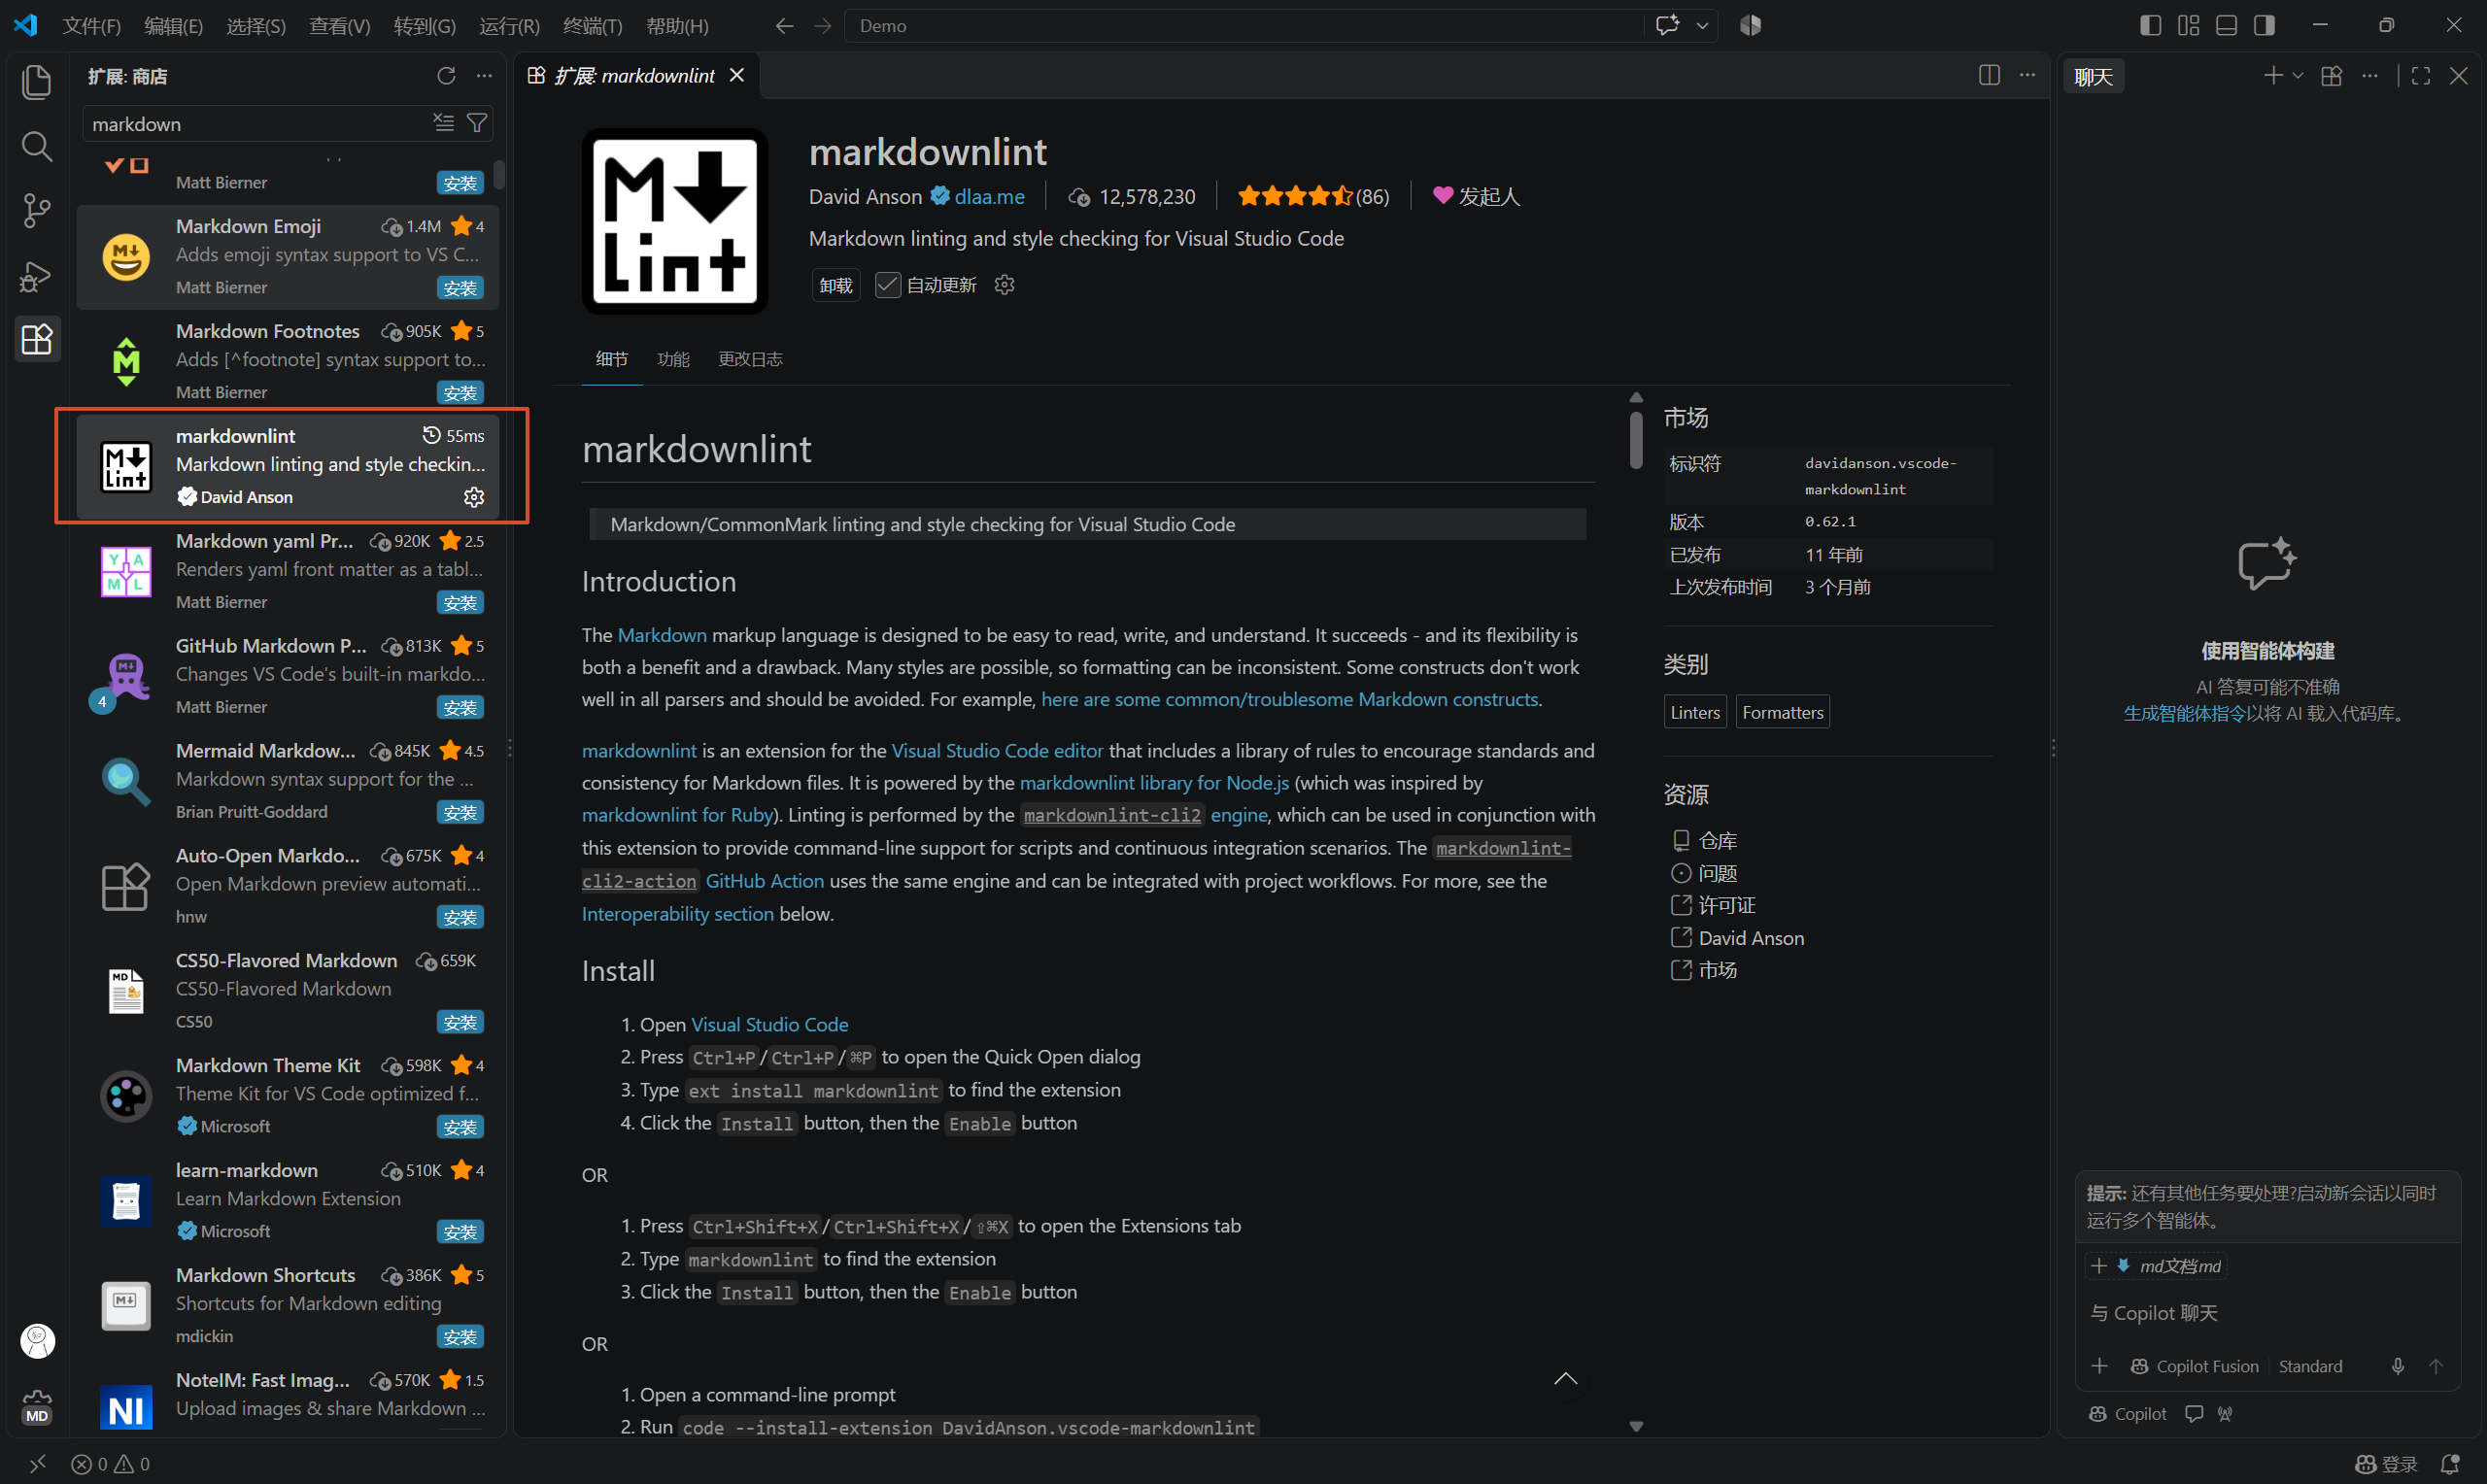 文件(F) 编辑(E) 选择(S) 查看(V) 转到(G) 运行(R) 终端(T) 帮助(H)
Demo
扩展: 商店
markdown
Matt Bierner 安装
Markdown Emoji 1.4M 4
Adds emoji syntax support to VS C...
Matt Bierner 安装
Markdown Footnotes 905K 5
Adds [^footnote] syntax support to...
Matt Bierner 安装
markdownlint 55ms
Markdown linting and style checkin...
David Anson
Markdown yaml Pr... 920K 2.5
Renders yaml front matter as a tabl...
Matt Bierner 安装
GitHub Markdown P... 813K 5
Changes VS Code's built-in markdo...
4
Matt Bierner 安装
Mermaid Markdow... 845K 4.5
Markdown syntax support for the ...
Brian Pruitt-Goddard 安装
Auto-Open Markdo... 675K 4
Open Markdown preview automati...
hnw 安装
CS50-Flavored Markdown 659K
CS50-Flavored Markdown
CS50 安装
Markdown Theme Kit 598K 4
Theme Kit for VS Code optimized f...
Microsoft 安装
learn-markdown 510K 4
Learn Markdown Extension
Microsoft 安装
Markdown Shortcuts 386K 5
Shortcuts for Markdown editing
mdickin 安装
NoteIM: Fast Imag... 570K 1.5
Upload images & share Markdown ...
NI
MD
0 0
扩展: markdownlint
M
Lint
markdownlint
David Anson dlaa.me 12,578,230 (86) 发起人
Markdown linting and style checking for Visual Studio Code
卸载 自动更新
细节 功能 更改日志
markdownlint
Markdown/CommonMark linting and style checking for Visual Studio Code
Introduction
The Markdown markup language is designed to be easy to read, write, and understand. It succeeds - and its flexibility is
both a benefit and a drawback. Many styles are possible, so formatting can be inconsistent. Some constructs don't work
well in all parsers and should be avoided. For example, here are some common/troublesome Markdown constructs.
markdownlint is an extension for the Visual Studio Code editor that includes a library of rules to encourage standards and
consistency for Markdown files. It is powered by the markdownlint library for Node.js (which was inspired by
markdownlint for Ruby). Linting is performed by the markdownlint-cli2 engine, which can be used in conjunction with
this extension to provide command-line support for scripts and continuous integration scenarios. The markdownlint-
cli2-action GitHub Action uses the same engine and can be integrated with project workflows. For more, see the
Interoperability section below.
Install
1. Open Visual Studio Code
2. Press Ctrl+P/Ctrl+P/⌘P to open the Quick Open dialog
3. Type ext install markdownlint to find the extension
4. Click the Install button, then the Enable button
OR
1. Press Ctrl+Shift+X/Ctrl+Shift+X/⇧⌘X to open the Extensions tab
2. Type markdownlint to find the extension
3. Click the Install button, then the Enable button
OR
1. Open a command-line prompt
2. Run code --install-extension DavidAnson.vscode-markdownlint
市场
标识符 davidanson.vscode-
markdownlint
版本 0.62.1
已发布 11 年前
上次发布时间 3 个月前
类别
Linters Formatters
资源
仓库
问题
许可证
David Anson
市场
聊天
使用智能体构建
AI 答复可能不准确
生成智能体指令以将 AI 载入代码库。
提示: 还有其他任务要处理?启动新会话以同时
运行多个智能体。
md文档.md
与 Copilot 聊天
Copilot Fusion Standard
Copilot
登录